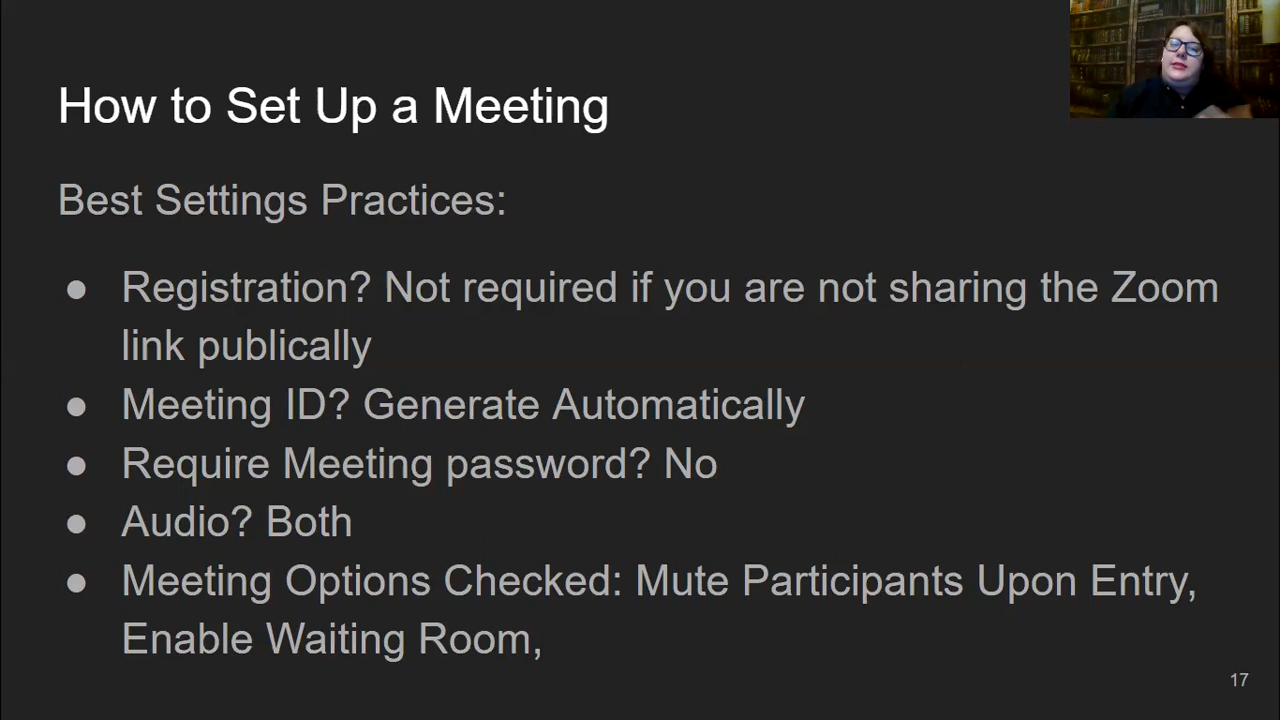 How to Set Up a Meeting
Best Settings Practices:
● Registration? Not required if you are not sharing the Zoom
link publically
● Meeting ID? Generate Automatically
● Require Meeting password? No
● Audio? Both
● Meeting Options Checked: Mute Participants Upon Entry,
Enable Waiting Room,
17